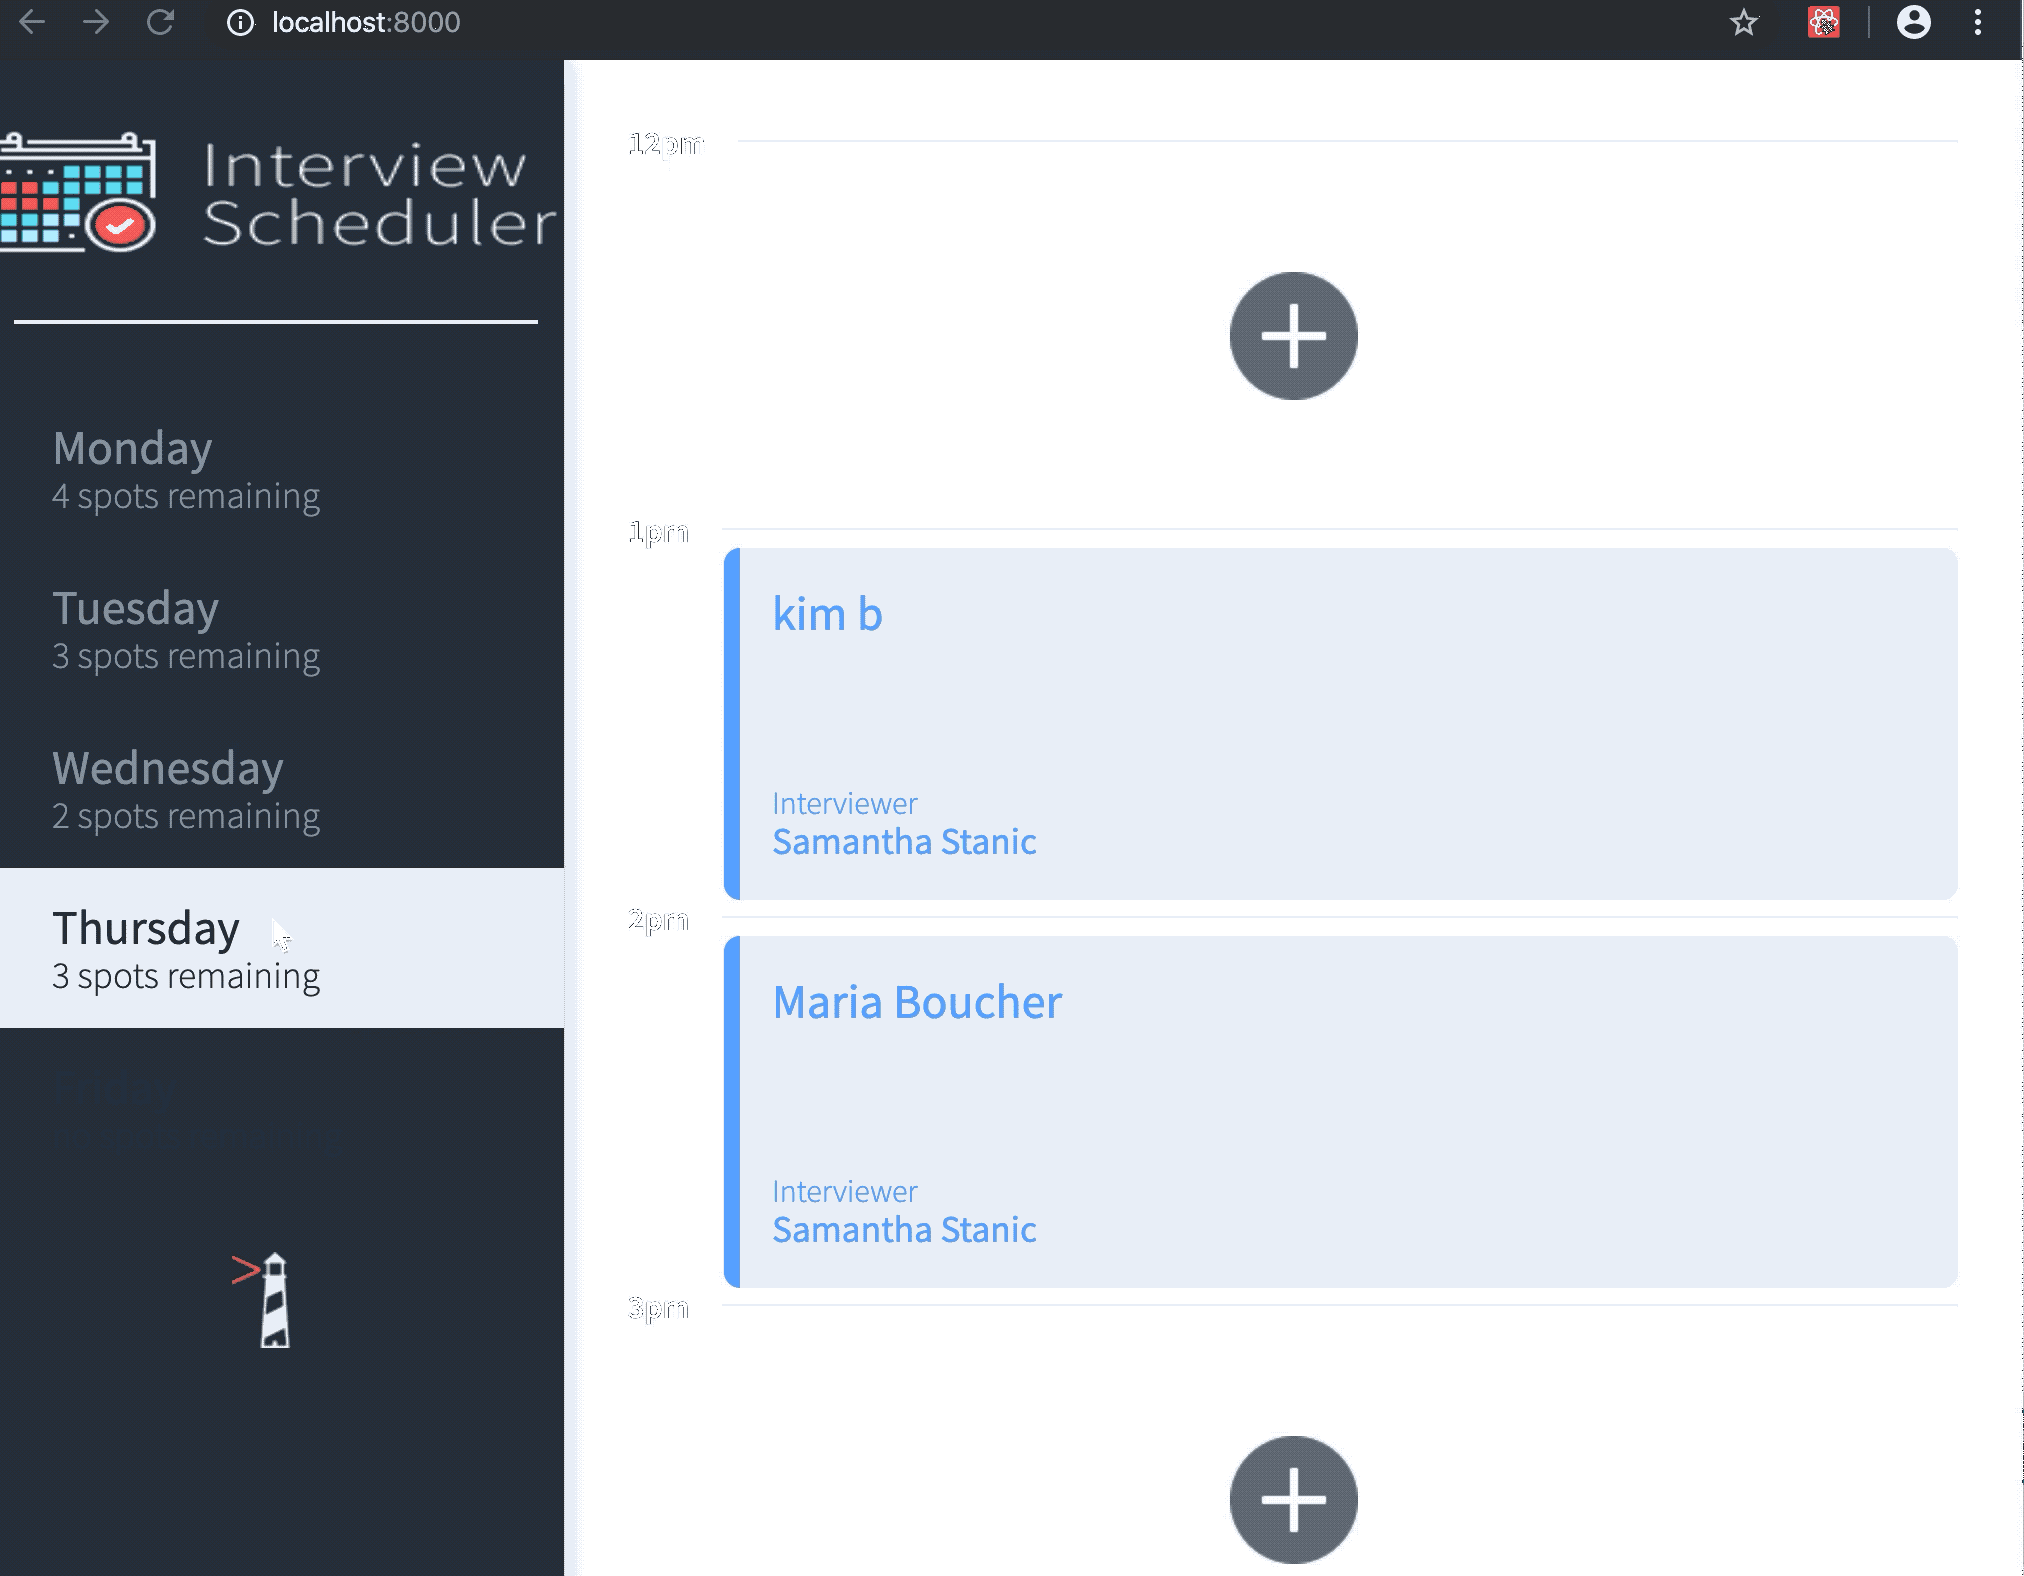 localhost:8000
Interview
Scheduler
Monday
4 spots remaining
Tuesday
3 spots remaining
Wednesday
2 spots remaining
Thursday
3 spots remaining
12pm
1pm
kim b
Interviewer
Samantha Stanic
2pm
Maria Boucher
Interviewer
Samantha Stanic
3pm